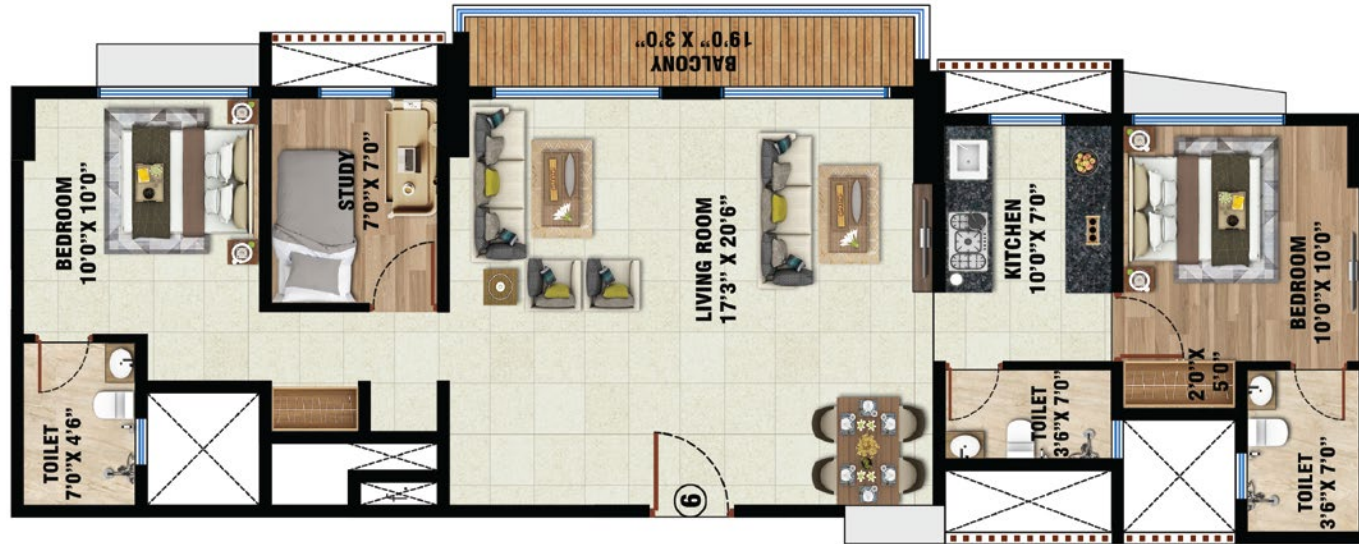 BALCONY
19'0" X 3'0"
BEDROOM
10'0"X 10'0"
STUDY
7'0"X 7'0"
LIVING ROOM
17'3" X 20'6"
KITCHEN
10'0"X 7'0"
BEDROOM
10'0"X 10'0"
2'0"X
5'0"
TOILET
7'0"X 4'6"
TOILET
3'6"X 7'0"
TOILET
3'6"X 7'0"
6